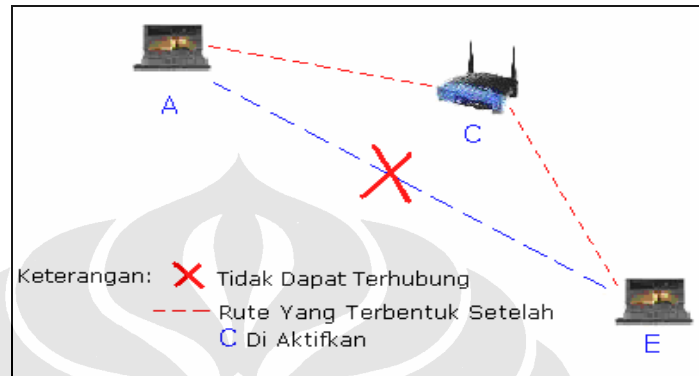 A
C
E
Keterangan: Tidak Dapat Terhubung
Rute Yang Terbentuk Setelah
C Di Aktifkan